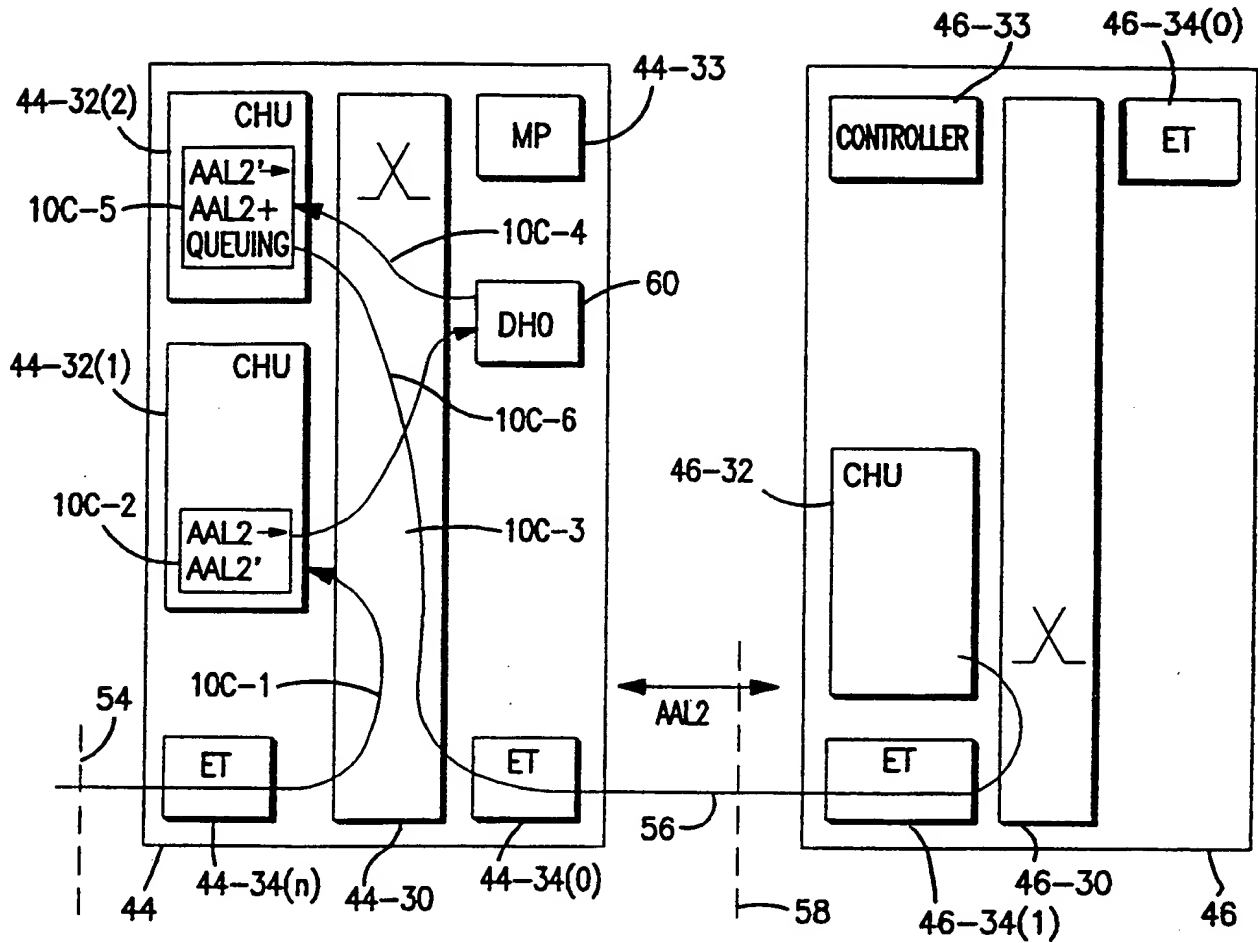 46-33
46-34(0)
44-33
44-32(2)
CHU
MP
CONTROLLER
ET
AAL2'
10C-5
AAL2+
QUEUING
10C-4
60
DHO
44-32(1)
CHU
10C-6
46-32
CHU
10C-2
AAL2
AAL2'
10C-3
10C-1
54
AAL2
ET
ET
ET
56
44
44-34(n)
44-30
44-34(0)
58
46-34(1)
46-30
46